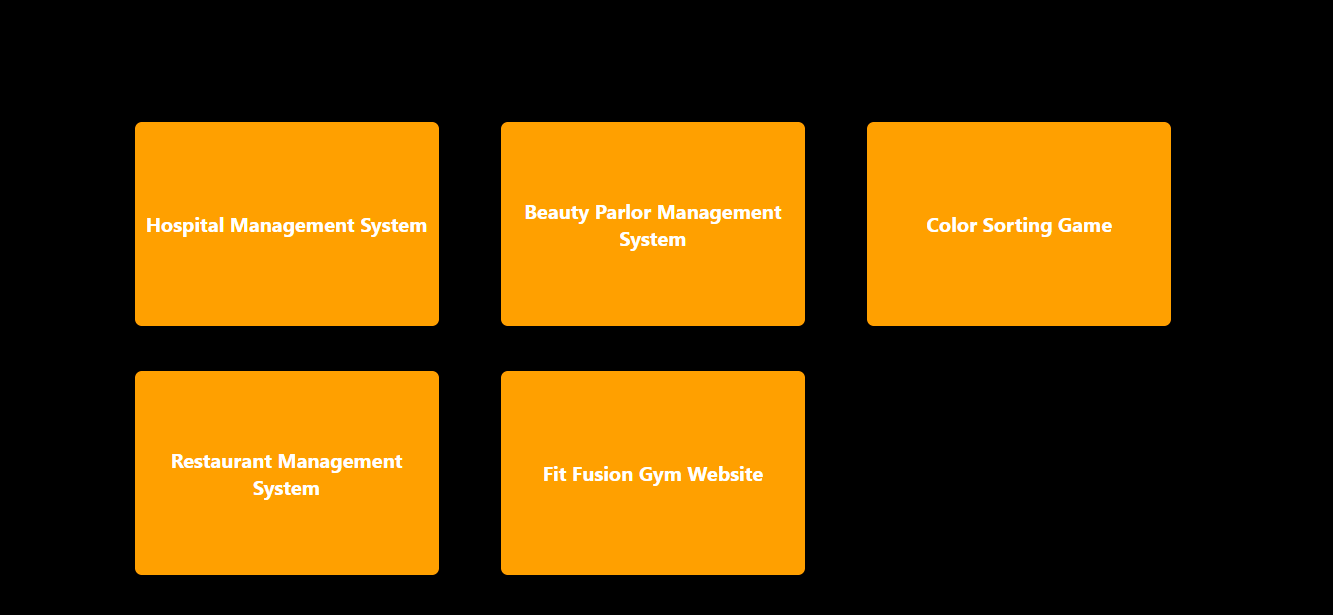 Hospital Management System
Beauty Parlor Management
System
Color Sorting Game
Restaurant Management
System
Fit Fusion Gym Website